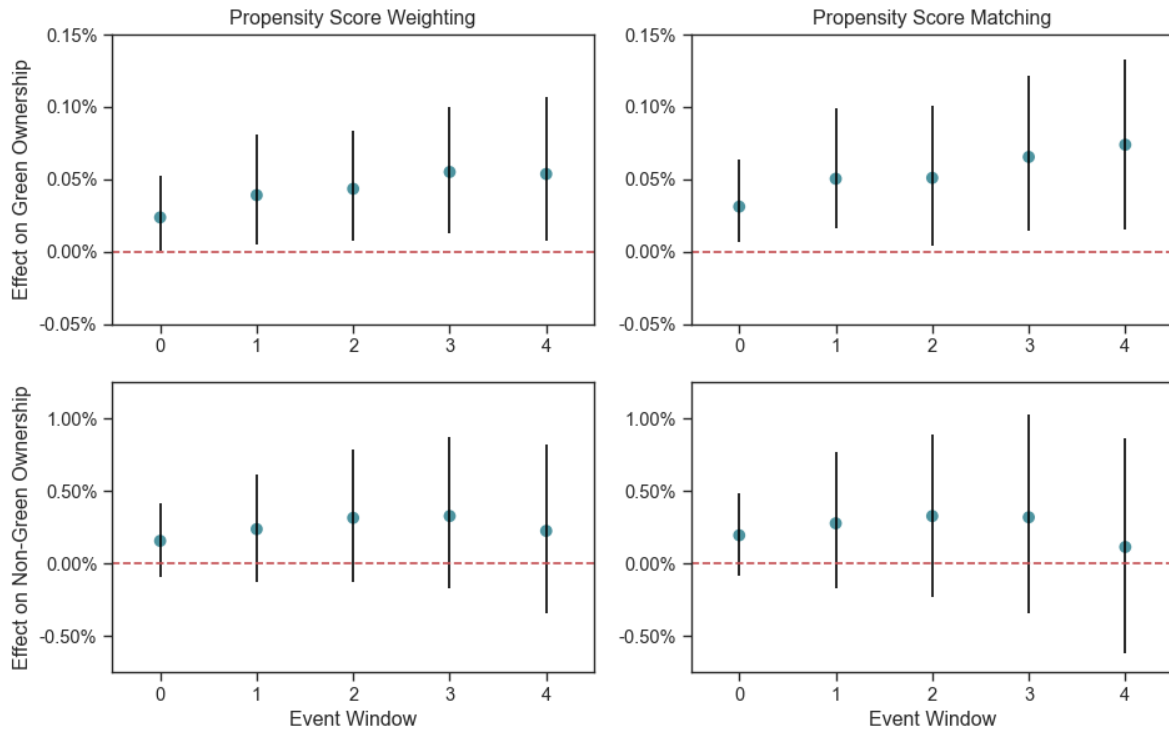 Propensity Score Weighting
Propensity Score Matching
Effect on Green Ownership
0.15%
0.10%
0.05%
0.00%
-0.05%
0 1 2 3 4
0.15%
0.10%
0.05%
0.00%
-0.05%
0 1 2 3 4
Effect on Non-Green Ownership
1.00%
0.50%
0.00%
-0.50%
0 1 2 3 4
Event Window
1.00%
0.50%
0.00%
-0.50%
0 1 2 3 4
Event Window